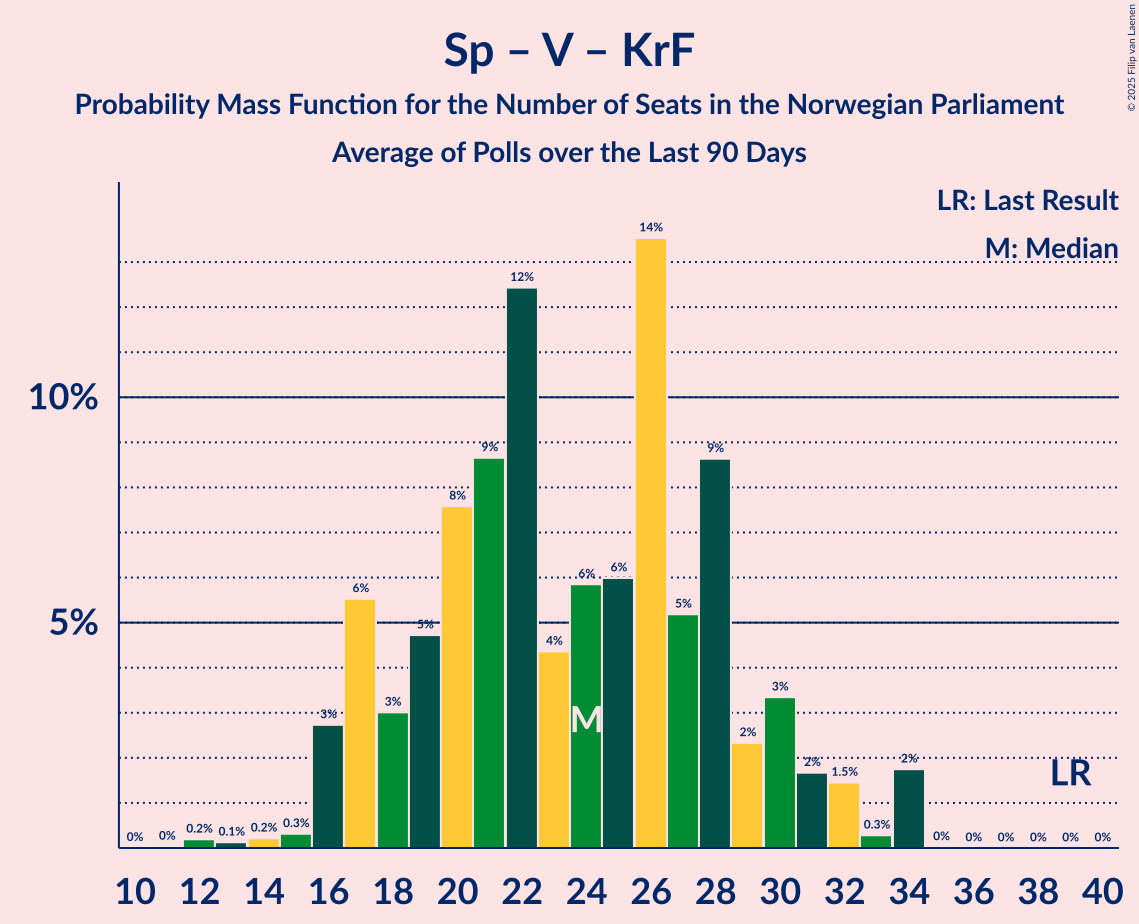 Sp – V – KrF
Probability Mass Function for the Number of Seats in the Norwegian Parliament
Average of Polls over the Last 90 Days
© 2025 Filip van Laenen
LR: Last Result
M: Median
10%
5%
0% 0% 0.2% 0.1% 0.2% 0.3% 3% 6% 3% 5% 8% 9% 12% 4% 6% 6% 14% 5% 9% 2% 3% 2% 1.5% 0.3% 2% 0% 0% 0% 0% 0% 0%
M
LR
10 12 14 16 18 20 22 24 26 28 30 32 34 36 38 40